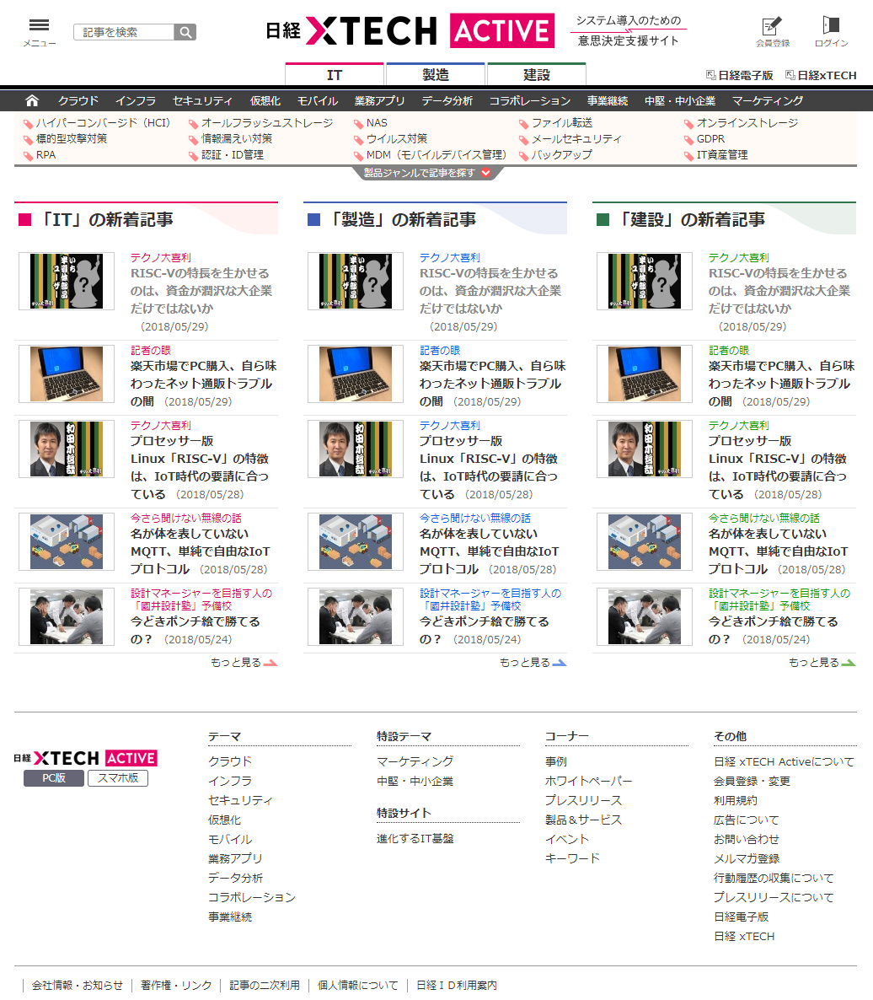 メニュー
記事を検索
日経 XTECH ACTIVE
システム導入のための
意思決定支援サイト
会員登録
ログイン
IT 製造 建設
日経電子版 日経xTECH
クラウド インフラ セキュリティ 仮想化 モバイル 業務アプリ データ分析 コラボレーション 事業継続 中堅・中小企業 マーケティング
ハイパーコンバージド（HCI） オールフラッシュストレージ NAS ファイル転送 オンラインストレージ
標的型攻撃対策 情報漏えい対策 ウイルス対策 メールセキュリティ GDPR
RPA 認証・ID管理 MDM（モバイルデバイス管理） バックアップ IT資産管理
製品ジャンルで記事を探す
「IT」の新着記事
テクノ大喜利
RISC-Vの特長を生かせる
のは、資金が潤沢な大企業
だけではないか
（2018/05/29）
記者の眼
楽天市場でPC購入、自ら味
わったネット通販トラブル
の闇 （2018/05/29）
テクノ大喜利
プロセッサー版
Linux「RISC-V」の特徴
は、IoT時代の要請に合っ
ている （2018/05/28）
今さら聞けない無線の話
名が体を表していない
MQTT、単純で自由なIoT
プロトコル （2018/05/28）
設計マネージャーを目指す人の
「國井設計塾」予備校
今どきポンチ絵で勝てる
の？ （2018/05/24）
もっと見る
「製造」の新着記事
テクノ大喜利
RISC-Vの特長を生かせる
のは、資金が潤沢な大企業
だけではないか
（2018/05/29）
記者の眼
楽天市場でPC購入、自ら味
わったネット通販トラブル
の闇 （2018/05/29）
テクノ大喜利
プロセッサー版
Linux「RISC-V」の特徴
は、IoT時代の要請に合っ
ている （2018/05/28）
今さら聞けない無線の話
名が体を表していない
MQTT、単純で自由なIoT
プロトコル （2018/05/28）
設計マネージャーを目指す人の
「國井設計塾」予備校
今どきポンチ絵で勝てる
の？ （2018/05/24）
もっと見る
「建設」の新着記事
テクノ大喜利
RISC-Vの特長を生かせる
のは、資金が潤沢な大企業
だけではないか
（2018/05/29）
記者の眼
楽天市場でPC購入、自ら味
わったネット通販トラブル
の闇 （2018/05/29）
テクノ大喜利
プロセッサー版
Linux「RISC-V」の特徴
は、IoT時代の要請に合っ
ている （2018/05/28）
今さら聞けない無線の話
名が体を表していない
MQTT、単純で自由なIoT
プロトコル （2018/05/28）
設計マネージャーを目指す人の
「國井設計塾」予備校
今どきポンチ絵で勝てる
の？ （2018/05/24）
もっと見る
日経 XTECH ACTIVE
PC版 スマホ版
テーマ
クラウド
インフラ
セキュリティ
仮想化
モバイル
業務アプリ
データ分析
コラボレーション
事業継続
特設テーマ
マーケティング
中堅・中小企業
特設サイト
進化するIT基盤
コーナー
事例
ホワイトペーパー
プレスリリース
製品＆サービス
イベント
キーワード
その他
日経 xTECH Activeについて
会員登録・変更
利用規約
広告について
お問い合わせ
メルマガ登録
行動履歴の収集について
プレスリリースについて
日経電子版
日経 xTECH
会社情報・お知らせ 著作権・リンク 記事の二次利用 個人情報について 日経ＩＤ利用案内